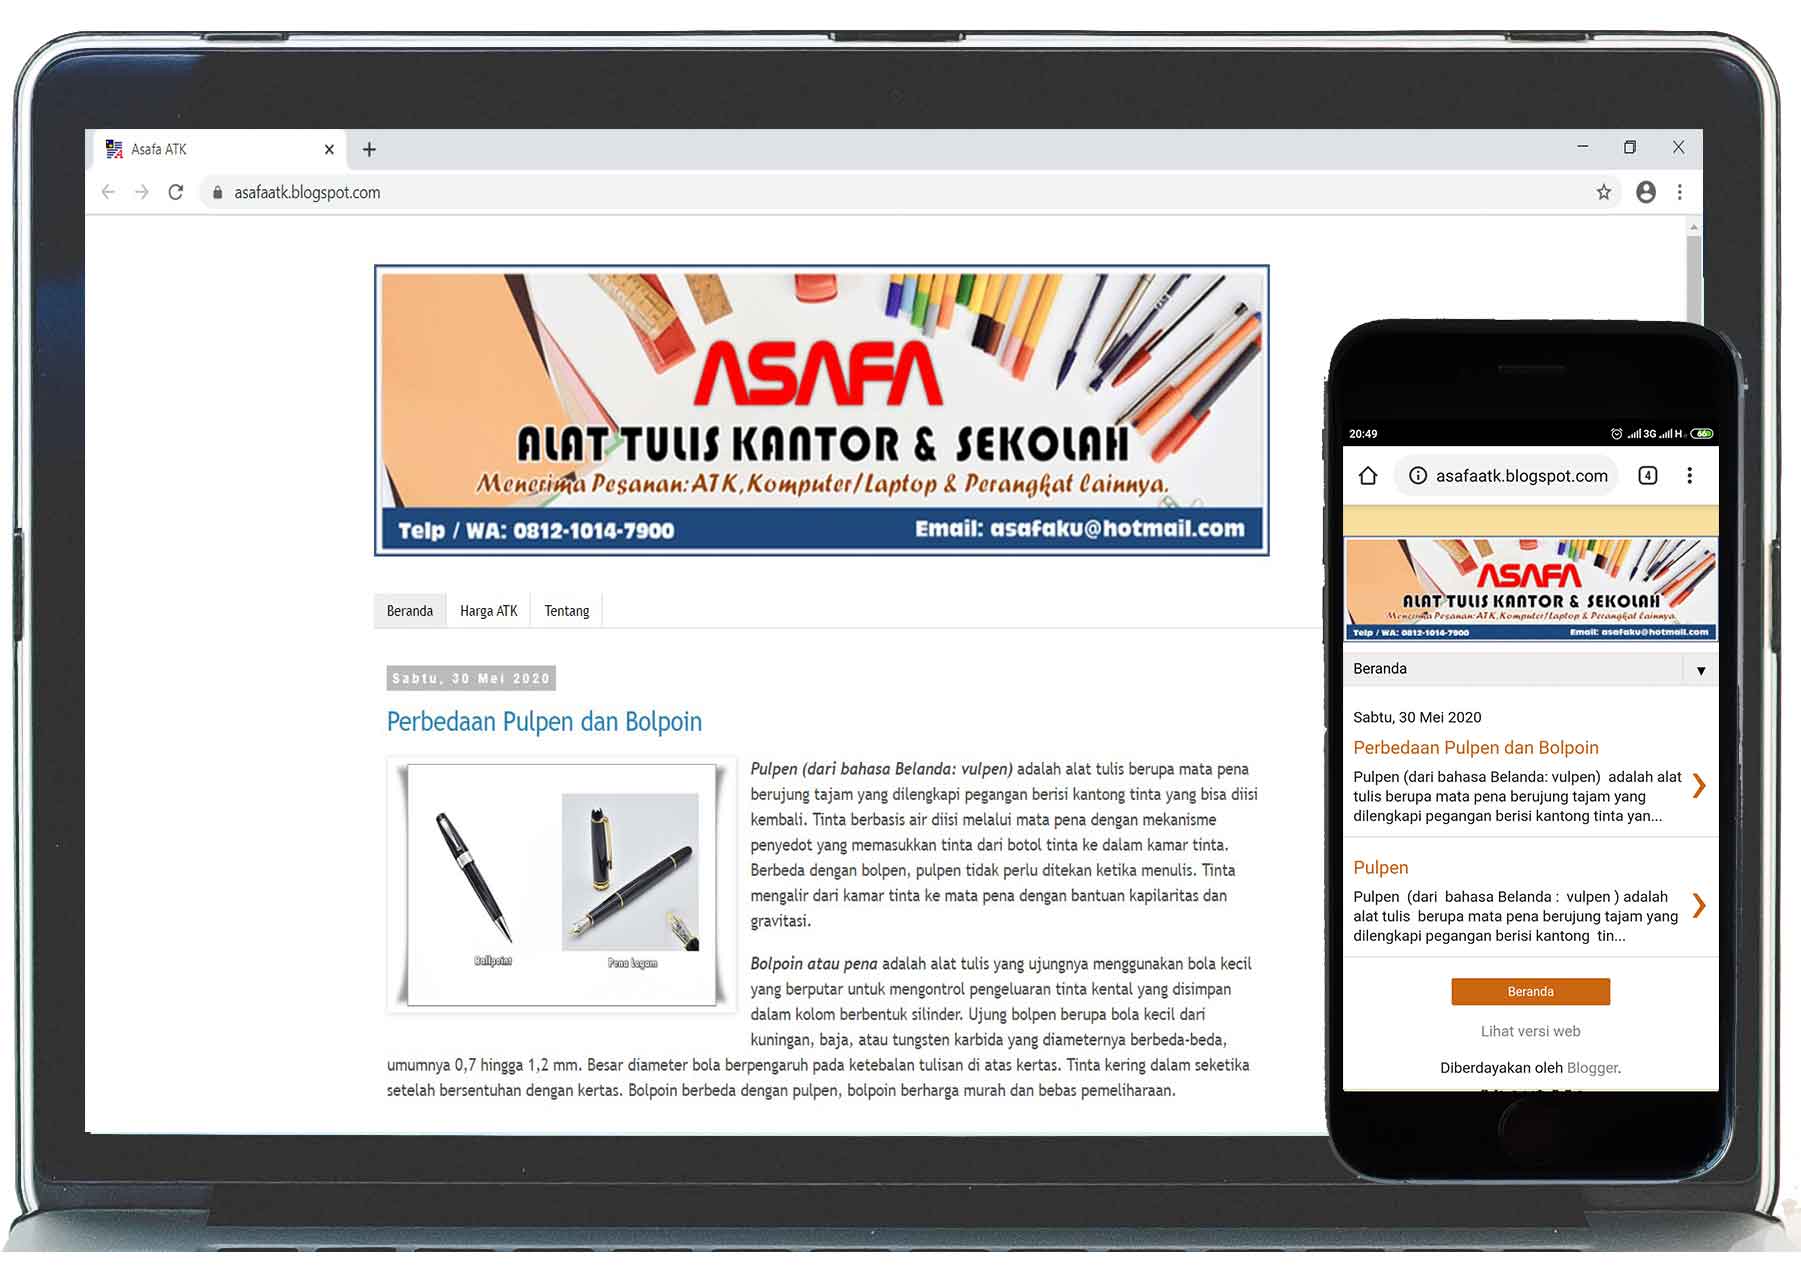 Asafa ATK
asafaatk.blogspot.com
ASAFA
ALAT TULIS KANTOR & SEKOLAH
Menerima Pesanan: ATK, Komputer/Laptop & Perangkat Lainnya.
Telp / WA: 0812-1014-7900
Email: asafaku@hotmail.com
Beranda
Harga ATK
Tentang
Sabtu, 30 Mei 2020
Perbedaan Pulpen dan Bolpoin
Ballpoint
Pena Logam
Pulpen (dari bahasa Belanda: vulpen) adalah alat tulis berupa mata pena
berujung tajam yang dilengkapi pegangan berisi kantong tinta yang bisa diisi
kembali. Tinta berbasis air diisi melalui mata pena dengan mekanisme
penyedot yang memasukkan tinta dari botol tinta ke dalam kamar tinta.
Berbeda dengan bolpen, pulpen tidak perlu ditekan ketika menulis. Tinta
mengalir dari kamar tinta ke mata pena dengan bantuan kapilaritas dan
gravitasi.
Bolpoin atau pena adalah alat tulis yang ujungnya menggunakan bola kecil
yang berputar untuk mengontrol pengeluaran tinta kental yang disimpan
dalam kolom berbentuk silinder. Ujung bolpen berupa bola kecil dari
kuningan, baja, atau tungsten karbida yang diameternya berbeda-beda,
umumnya 0,7 hingga 1,2 mm. Besar diameter bola berpengaruh pada ketebalan tulisan di atas kertas. Tinta kering dalam seketika
setelah bersentuhan dengan kertas. Bolpoin berbeda dengan pulpen, bolpoin berharga murah dan bebas pemeliharaan.
20:49
3G
H
66
asafaatk.blogspot.com
4
ASAFA
ALAT TULIS KANTOR & SEKOLAH
Menerima Pesanan: ATK, Komputer/Laptop & Perangkat Lainnya.
Telp / WA: 0812-1014-7900
Email: asafaku@hotmail.com
Beranda
Sabtu, 30 Mei 2020
Perbedaan Pulpen dan Bolpoin
Pulpen (dari bahasa Belanda: vulpen) adalah alat
tulis berupa mata pena berujung tajam yang
dilengkapi pegangan berisi kantong tinta yan...
Pulpen
Pulpen (dari bahasa Belanda : vulpen ) adalah
alat tulis berupa mata pena berujung tajam yang
dilengkapi pegangan berisi kantong tin...
Beranda
Lihat versi web
Diberdayakan oleh Blogger.